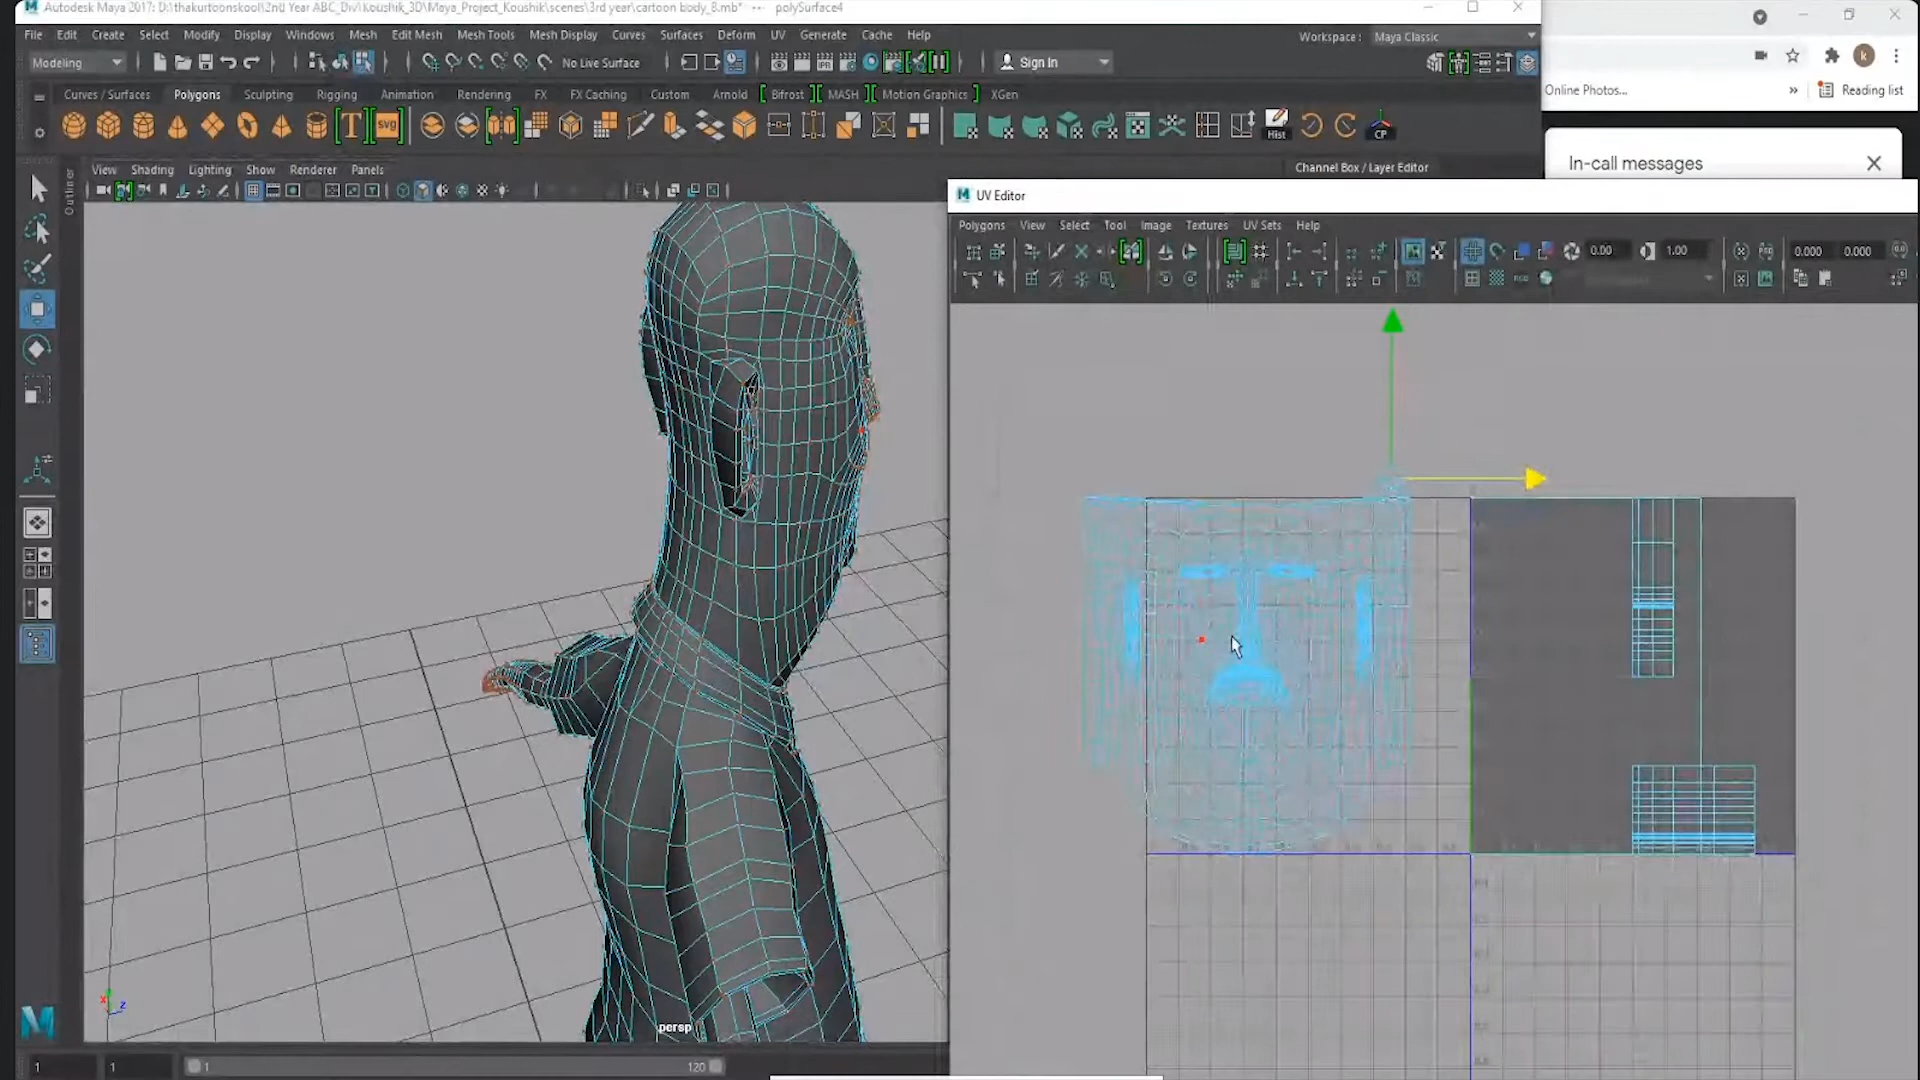 Autodesk Maya 2017: D:\thakurtoonskool\2nd Year ABC_Div\Koushik_3D\Maya_Project_Koushik\scenes\3rd year\cartoon body_8.mb* -- polySurface4
File Edit Create Select Modify Display Windows Mesh Edit Mesh Mesh Tools Mesh Display Curves Surfaces Deform UV Generate Cache Help
Workspace : Maya Classic
Modeling No Live Surface Sign In
Online Photos... » Reading list
Curves / Surfaces Polygons Sculpting Rigging Animation Rendering FX FX Caching Custom Arnold Bifrost MASH Motion Graphics XGen
T svg Hist CP
In-call messages
View Shading Lighting Show Renderer Panels
Channel Box / Layer Editor
Outliner
UV Editor
Polygons View Select Tool Image Textures UV Sets Help
0.00 1.00 0.000 0.000
x z
persp
1 1 1 120